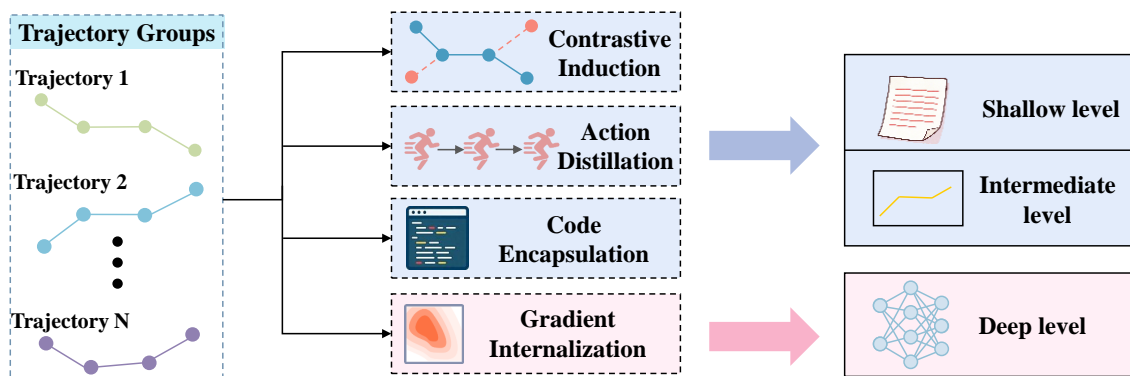 Trajectory Groups
Trajectory 1
Trajectory 2
Trajectory N
Contrastive
Induction
Action
Distillation
Code
Encapsulation
Gradient
Internalization
Shallow level
Intermediate
level
Deep level